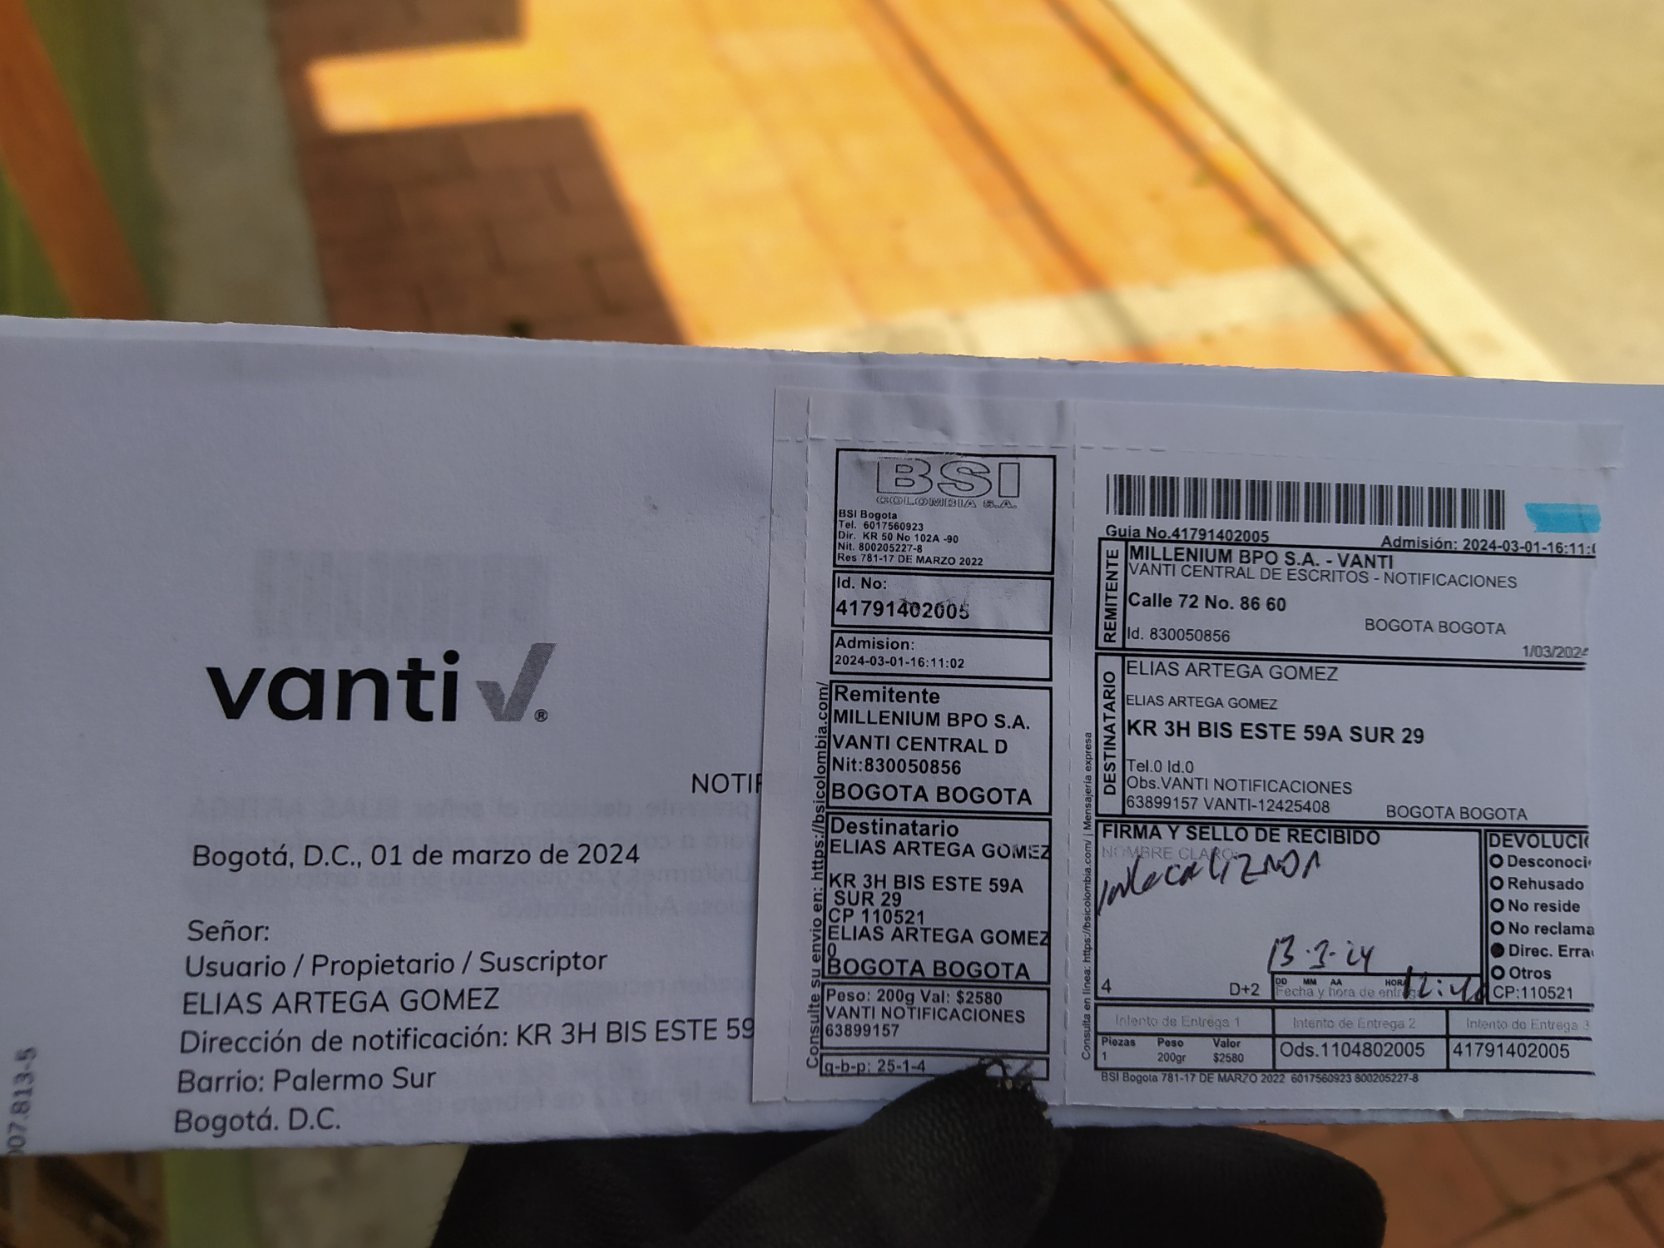 vanti
NOTIF
Bogotá, D.C., 01 de marzo de 2024
Señor:
Usuario / Propietario / Suscriptor
ELIAS ARTEGA GOMEZ
Dirección de notificación: KR 3H BIS ESTE 59
Barrio: Palermo Sur
Bogotá. D.C.
007.813-5
BSI
COLOMBIA S.A.
BSI Bogota
Tel. 6017560923
Dir. KR 50 No 102A -90
Nit. 800205227-8
Res 781-17 DE MARZO 2022
Id. No:
41791402005
Admision:
2024-03-01-16:11:02
Remitente
MILLENIUM BPO S.A.
VANTI CENTRAL D
Nit:830050856
BOGOTA BOGOTA
Destinatario
ELIAS ARTEGA GOMEZ
KR 3H BIS ESTE 59A
SUR 29
CP 110521
ELIAS ARTEGA GOMEZ
0
BOGOTA BOGOTA
Peso: 200g Val: $2580
VANTI NOTIFICACIONES
63899157
q-b-p: 25-1-4
Consulte su envio en: https://bsicolombia.com/
Guia No.41791402005
Admisión: 2024-03-01-16:11:0
REMITENTE
MILLENIUM BPO S.A. - VANTI
VANTI CENTRAL DE ESCRITOS - NOTIFICACIONES
Calle 72 No. 86 60
BOGOTA BOGOTA
Id. 830050856
1/03/2024
DESTINATARIO
ELIAS ARTEGA GOMEZ
ELIAS ARTEGA GOMEZ
KR 3H BIS ESTE 59A SUR 29
Tel.0 Id.0
Obs.VANTI NOTIFICACIONES
63899157 VANTI-12425408
BOGOTA BOGOTA
Consulta en linea: https://bsicolombia.com/ | Mensajeria expresa
FIRMA Y SELLO DE RECIBIDO
NOMBRE CLARO:
13-3-24
12:40
4
D+2
DD MM AA HORA
Fecha y hora de entre
DEVOLUCI
Desconoci
Rehusado
No reside
No reclama
Direc. Erra
Otros
CP:110521
Intento de Entrega 1
Intento de Entrega 2
Intento de Entrega 3
Piezas Peso Valor
1 200gr $2580
Ods.1104802005
41791402005
BSI Bogota 781-17 DE MARZO 2022 6017560923 800205227-8